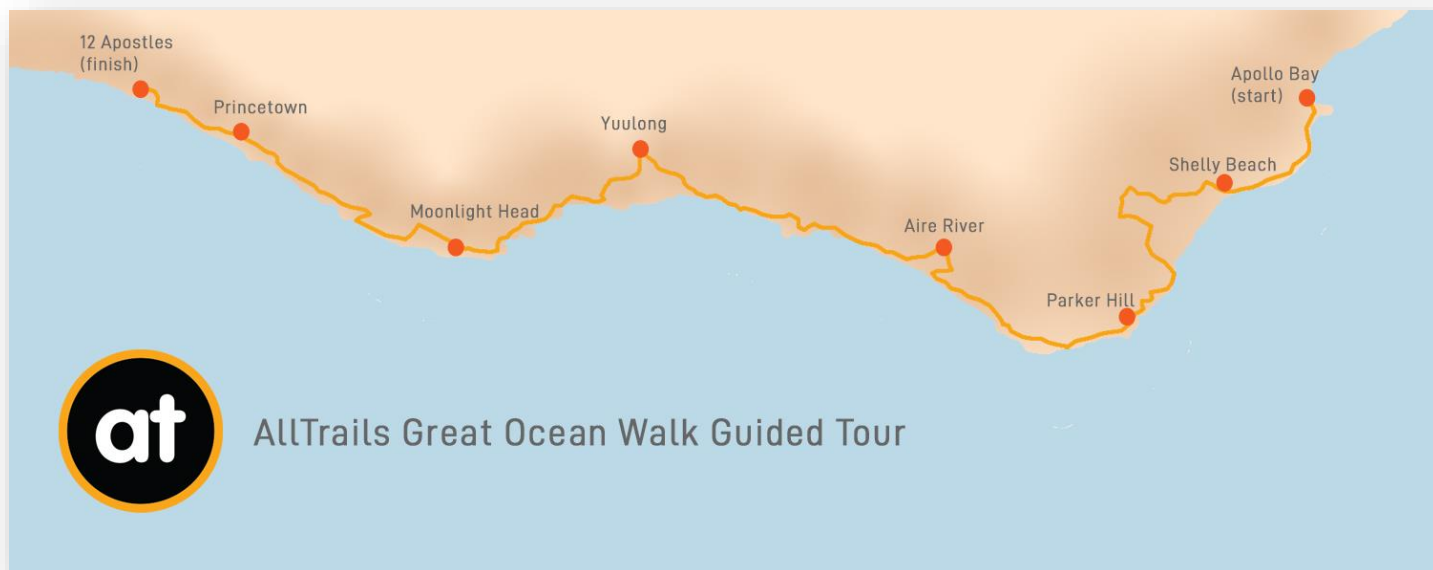 12 Apostles
(finish)
Princetown
Moonlight Head
Yuulong
Aire River
Parker Hill
Shelly Beach
Apollo Bay
(start)
at
AllTrails Great Ocean Walk Guided Tour